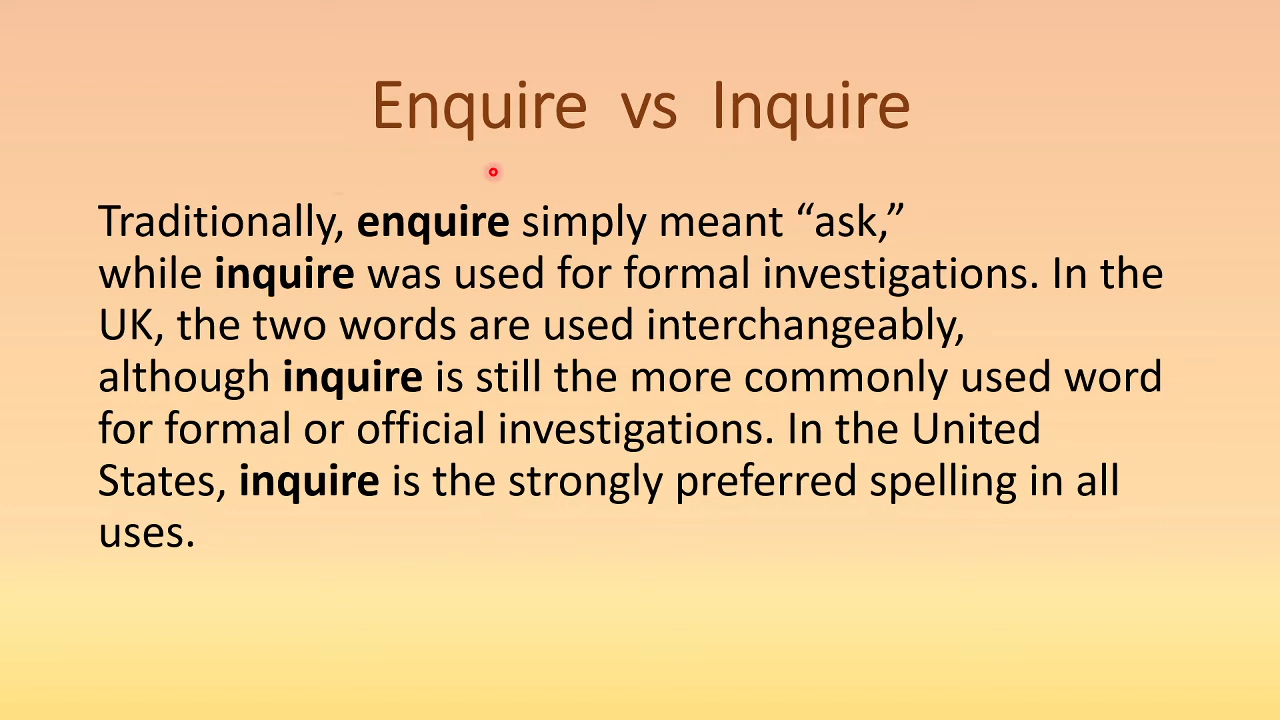 Enquire vs Inquire
Traditionally, enquire simply meant “ask,”
while inquire was used for formal investigations. In the
UK, the two words are used interchangeably,
although inquire is still the more commonly used word
for formal or official investigations. In the United
States, inquire is the strongly preferred spelling in all
uses.